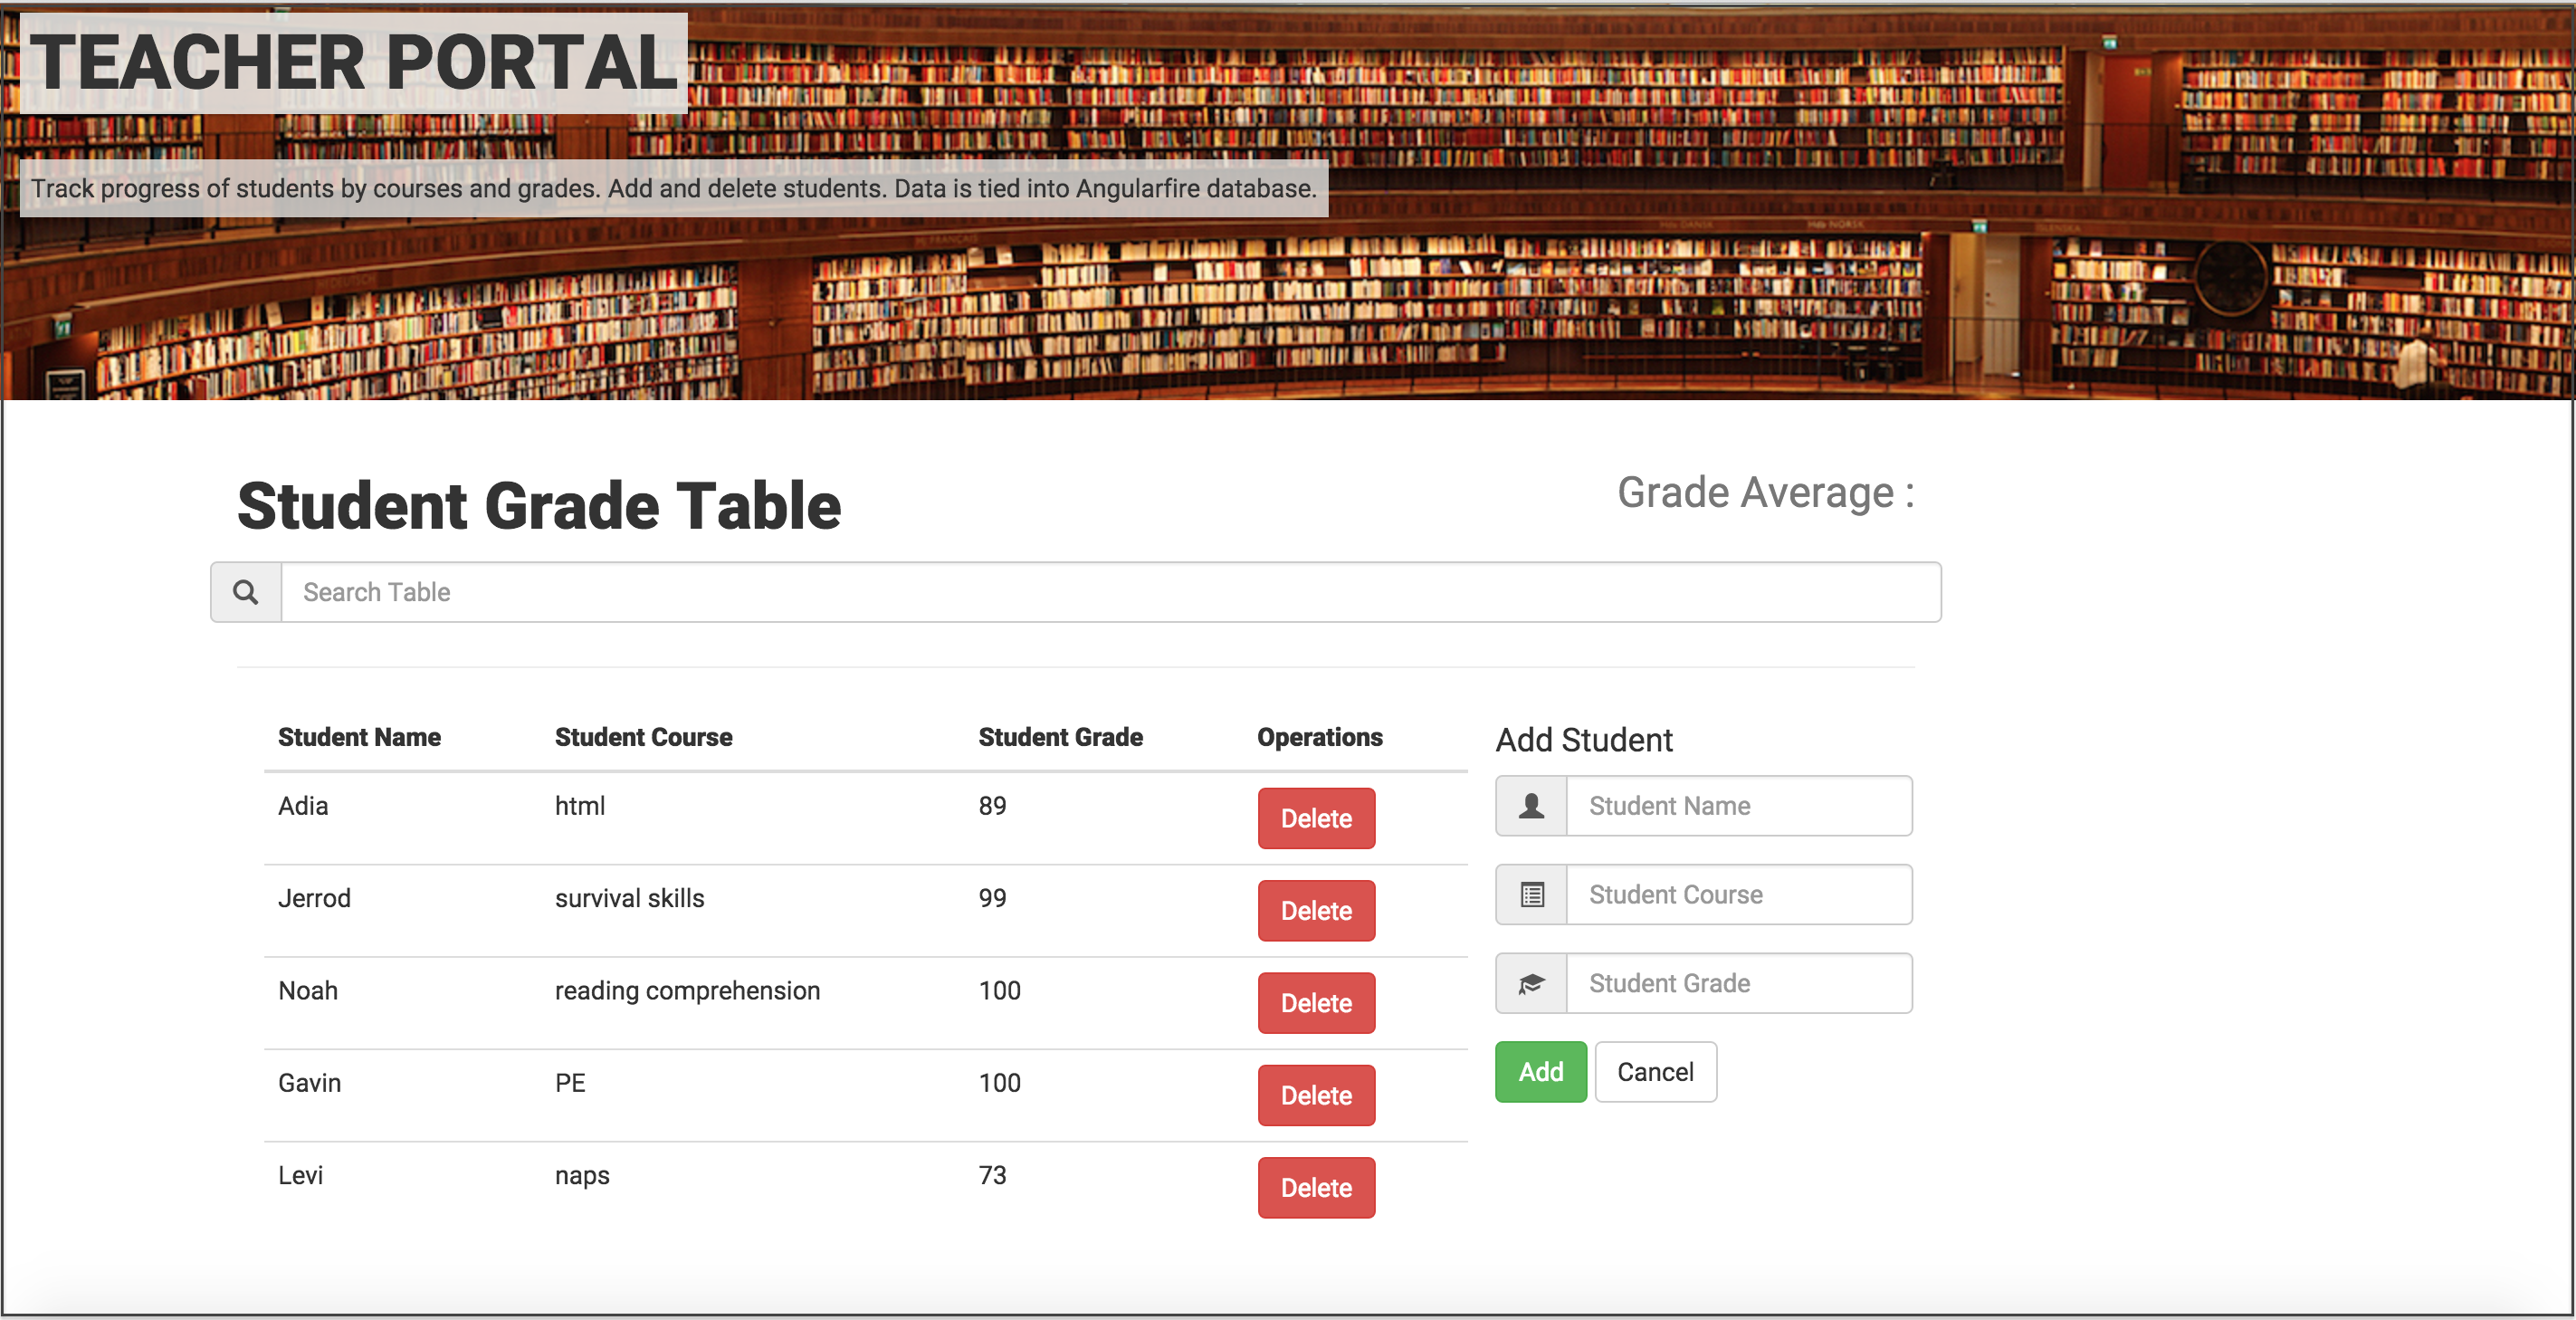 TEACHER PORTAL
Track progress of students by courses and grades. Add and delete students. Data is tied into Angularfire database.
Student Grade Table
Grade Average :
Search Table
Student Name Student Course Student Grade Operations
Adia html 89 Delete
Jerrod survival skills 99 Delete
Noah reading comprehension 100 Delete
Gavin PE 100 Delete
Levi naps 73 Delete
Add Student
Student Name
Student Course
Student Grade
Add Cancel